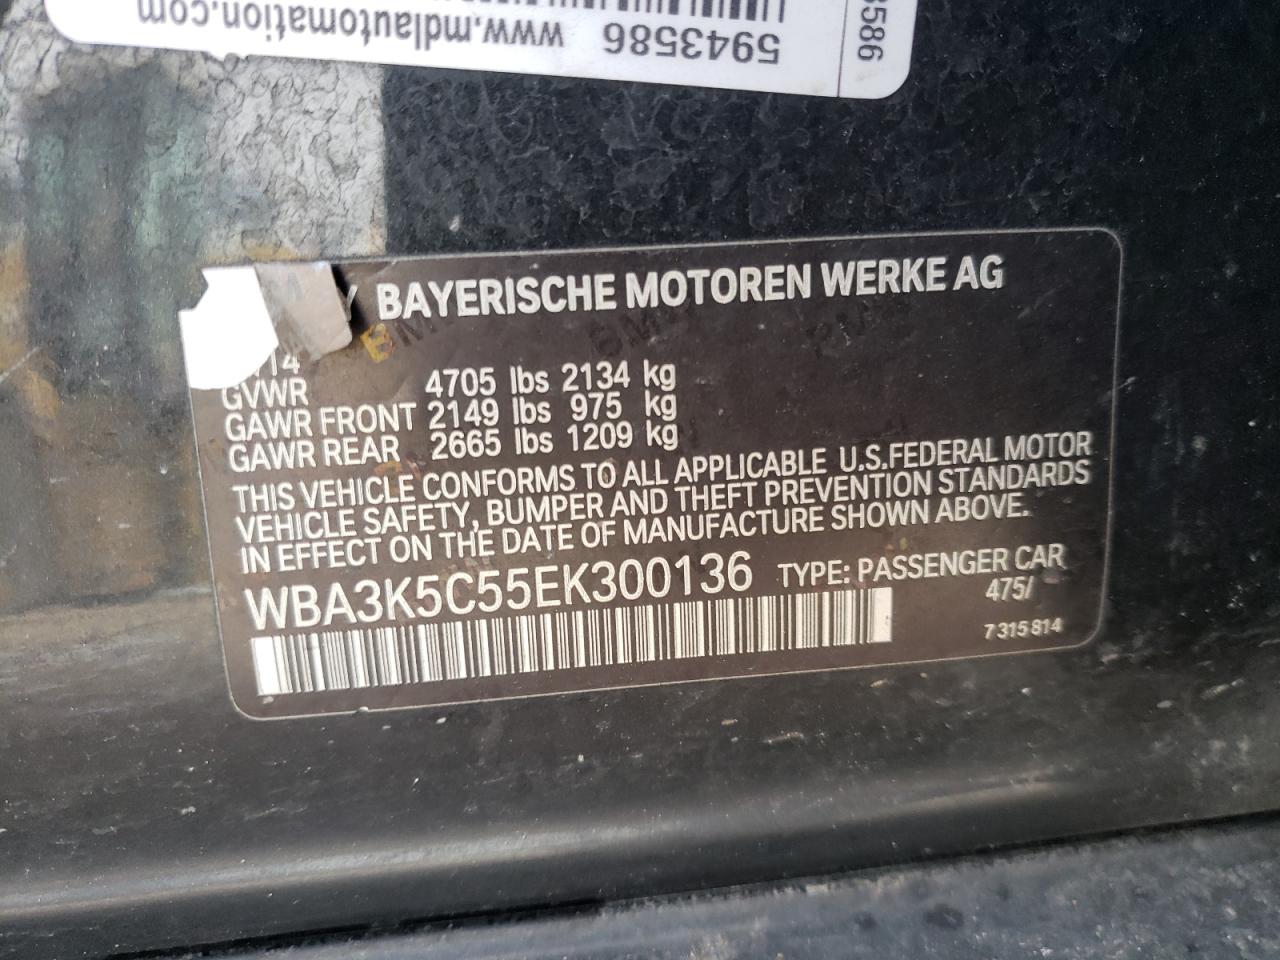 3586
5943586 www.mdlautomation.com
BAYERISCHE MOTOREN WERKE AG
GVWR 4705 lbs 2134 kg
GAWR FRONT 2149 lbs 975 kg
GAWR REAR 2665 lbs 1209 kg
THIS VEHICLE CONFORMS TO ALL APPLICABLE U.S.FEDERAL MOTOR
VEHICLE SAFETY, BUMPER AND THEFT PREVENTION STANDARDS
IN EFFECT ON THE DATE OF MANUFACTURE SHOWN ABOVE.
WBA3K5C55EK300136 TYPE: PASSENGER CAR
475/
7 315 814